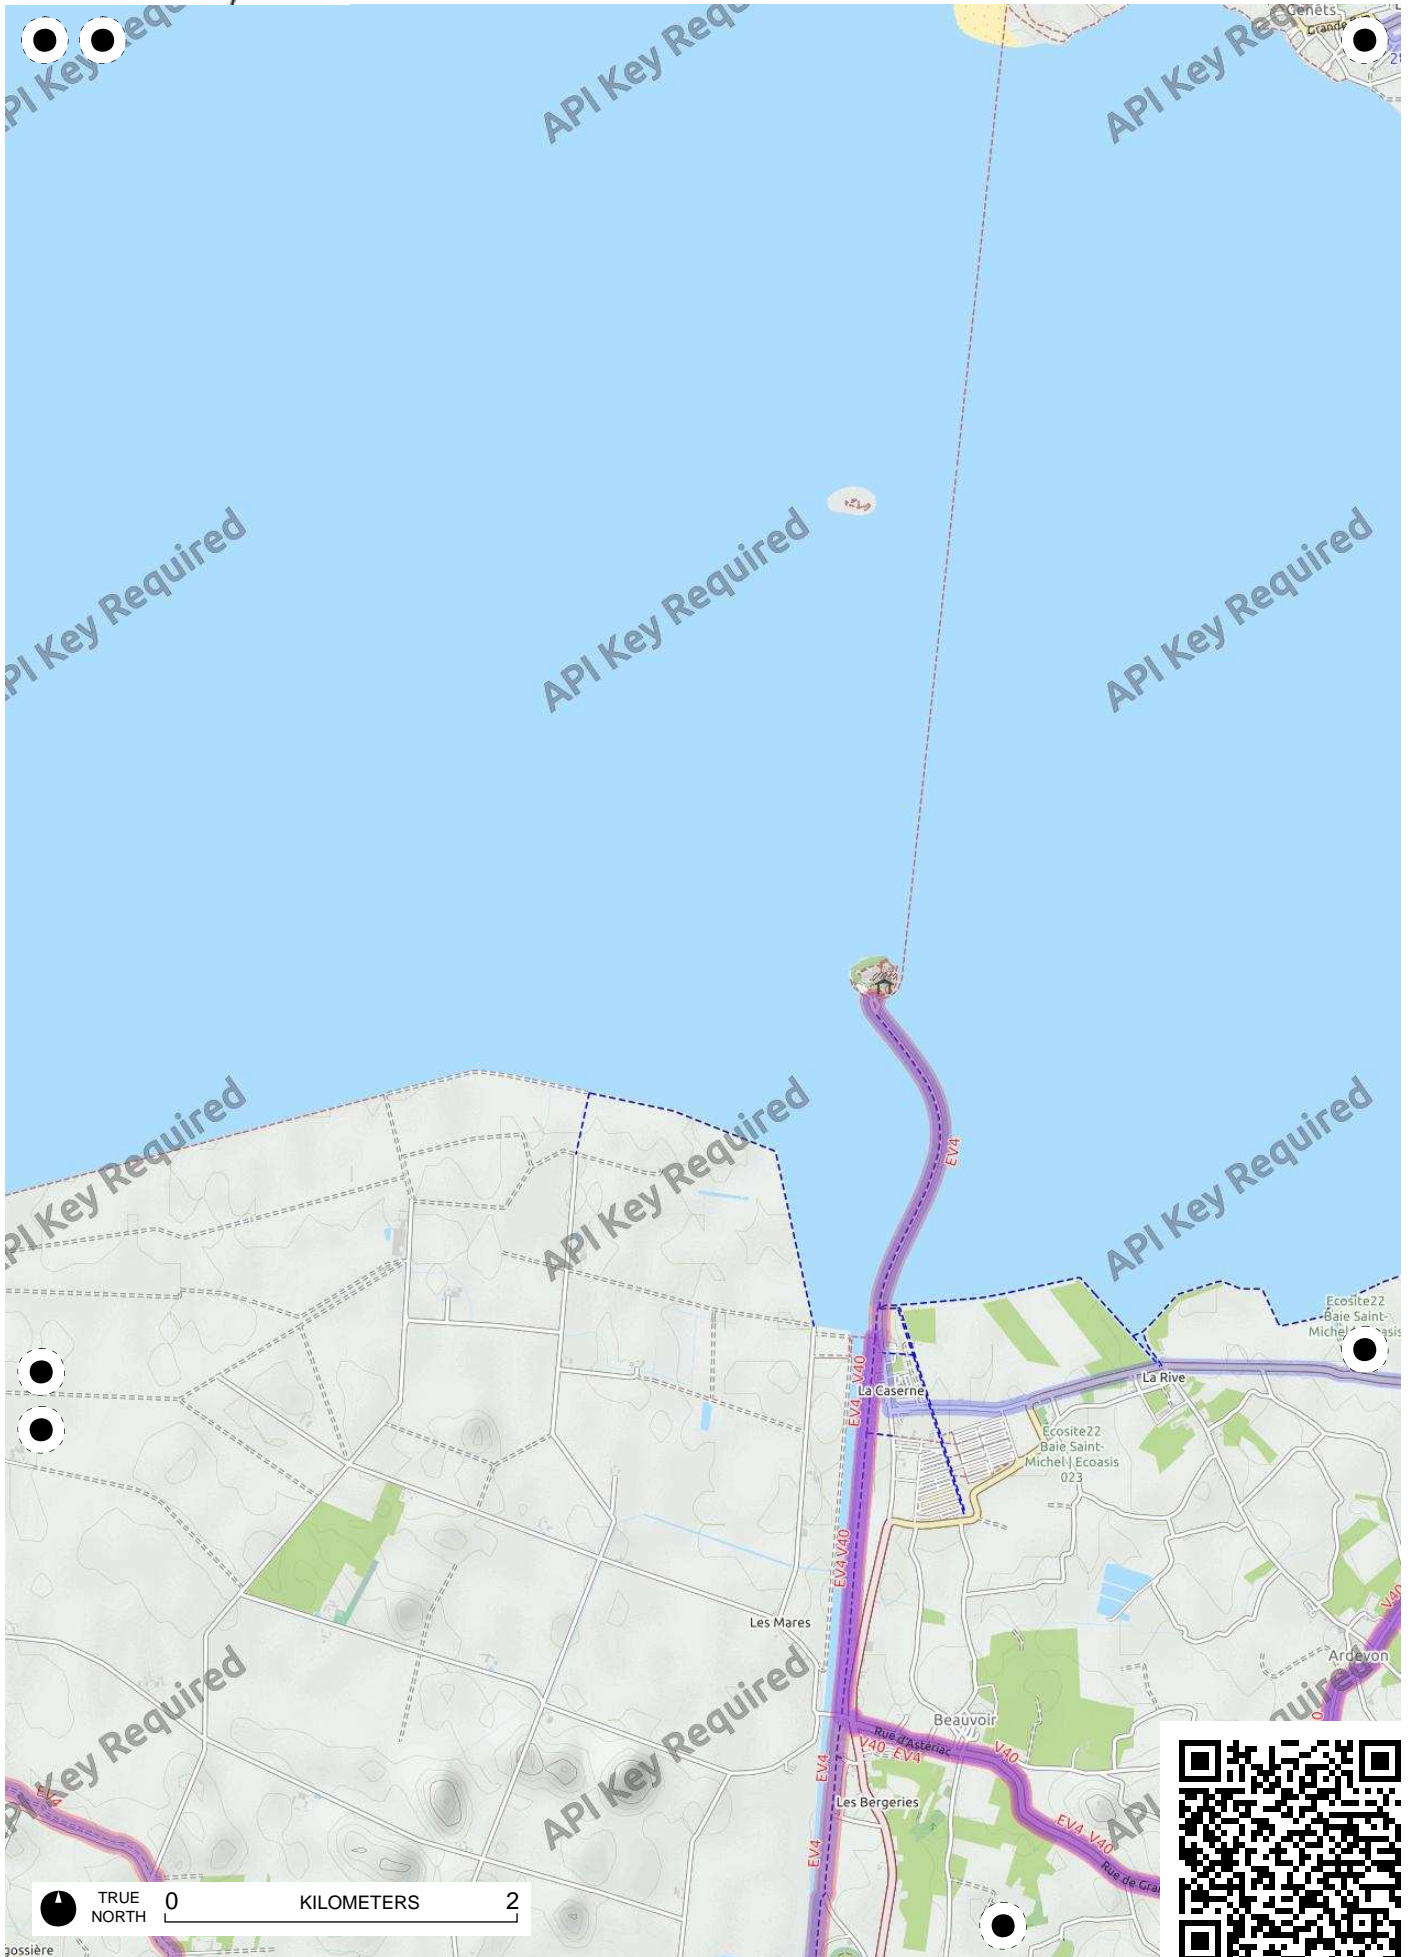 Genêts
API Key Required
API Key Required
API Key Required
API Key Required
API Key Required
API Key Required
EV4
API Key Required
API Key Required
API Key Required
Ecosite22
Baie Saint-
EV4 V40
La Caserne
La Rive
Ecosite22
Baie Saint-
Michel | Ecoasis
023
EV4 V40
Les Mares
V40
Ardevon
API Key Required
API Key Required
Beauvoir
Rue d'Astériac
V40 EV4
V40
EV4
EV4
Les Bergeries
EV4 V40
EV4
TRUE
NORTH
0 KILOMETERS 2